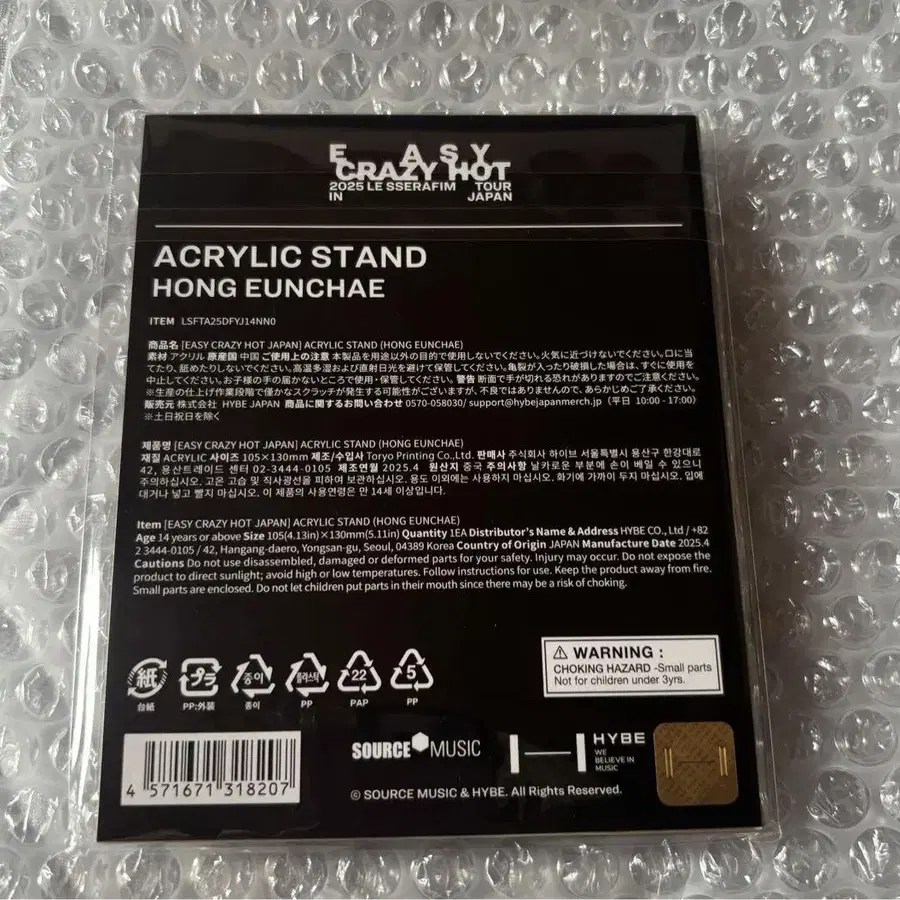 E ASY
CRAZY HOT
2025 LE SSERAFIM TOUR
IN JAPAN
ACRYLIC STAND
HONG EUNCHAE
ITEM LSFTA25DFYJ14NN0
商品名 [EASY CRAZY HOT JAPAN] ACRYLIC STAND (HONG EUNCHAE)
素材 アクリル 原産国 中国 ご使用上の注意 本製品を用途以外の目的で使用しないでください。火気に近づけないでください。口に当
てたり、舐めたりしないでください。高温多湿および直射日光を避けて保管してください。亀裂が入ったり破損した場合は、すぐに使用を
中止してください。お子様の手の届かないところで使用・保管してください。警告 断面で手が切れる恐れがありますのでご注意ください。
※生産の仕上げ作業段階で僅かなスクラッチが発生する可能性がございますが、不良ではありませんので、あらかじめご了承ください。
販売元 株式会社 HYBE JAPAN 商品に関するお問い合わせ 0570-058030/ support@hybejapanmerch.jp (平日 10:00 - 17:00)
※土日祝日を除く
제품명 [EASY CRAZY HOT JAPAN] ACRYLIC STAND (HONG EUNCHAE)
재질 ACRYLIC 사이즈 105×130mm 제조/수입사 Toryo Printing Co.,Ltd. 판매사 주식회사 하이브 서울특별시 용산구 한강대로
42, 용산트레이드 센터 02-3444-0105 제조연월 2025.4 원산지 중국 주의사항 날카로운 부분에 손이 베일 수 있으니
주의하십시오. 고온 고습 및 직사광선을 피하여 보관하십시오. 용도 이외에는 사용하지 마십시오. 화기에 가까이 두지 마십시오. 입에
대거나 넣고 빨지 마십시오. 이 제품의 사용연령은 만 14세 이상입니다.
Item [EASY CRAZY HOT JAPAN] ACRYLIC STAND (HONG EUNCHAE)
Age 14 years or above Size 105(4.13in) × 130mm(5.11in) Quantity 1EA Distributor's Name & Address HYBE CO., Ltd / +82
2 3444-0105 / 42, Hangang-daero, Yongsan-gu, Seoul, 04389 Korea Country of Origin JAPAN Manufacture Date 2025.4
Cautions Do not use disassembled, damaged or deformed parts for your safety. Injury may occur. Do not expose the
product to direct sunlight; avoid high or low temperatures. Follow instructions for use. Keep the product away from fire.
Small parts are enclosed. Do not let children put parts in their mouth since there may be a risk of choking.
⚠ WARNING :
CHOKING HAZARD -Small parts
Not for children under 3yrs.
紙 プラ 종이 플라스틱 22 5
台紙 PP:外装 종이 PP PAP PP
4 571671 318207
SOURCE MUSIC
HYBE
WE
BELIEVE IN
MUSIC
© SOURCE MUSIC & HYBE. All Rights Reserved.